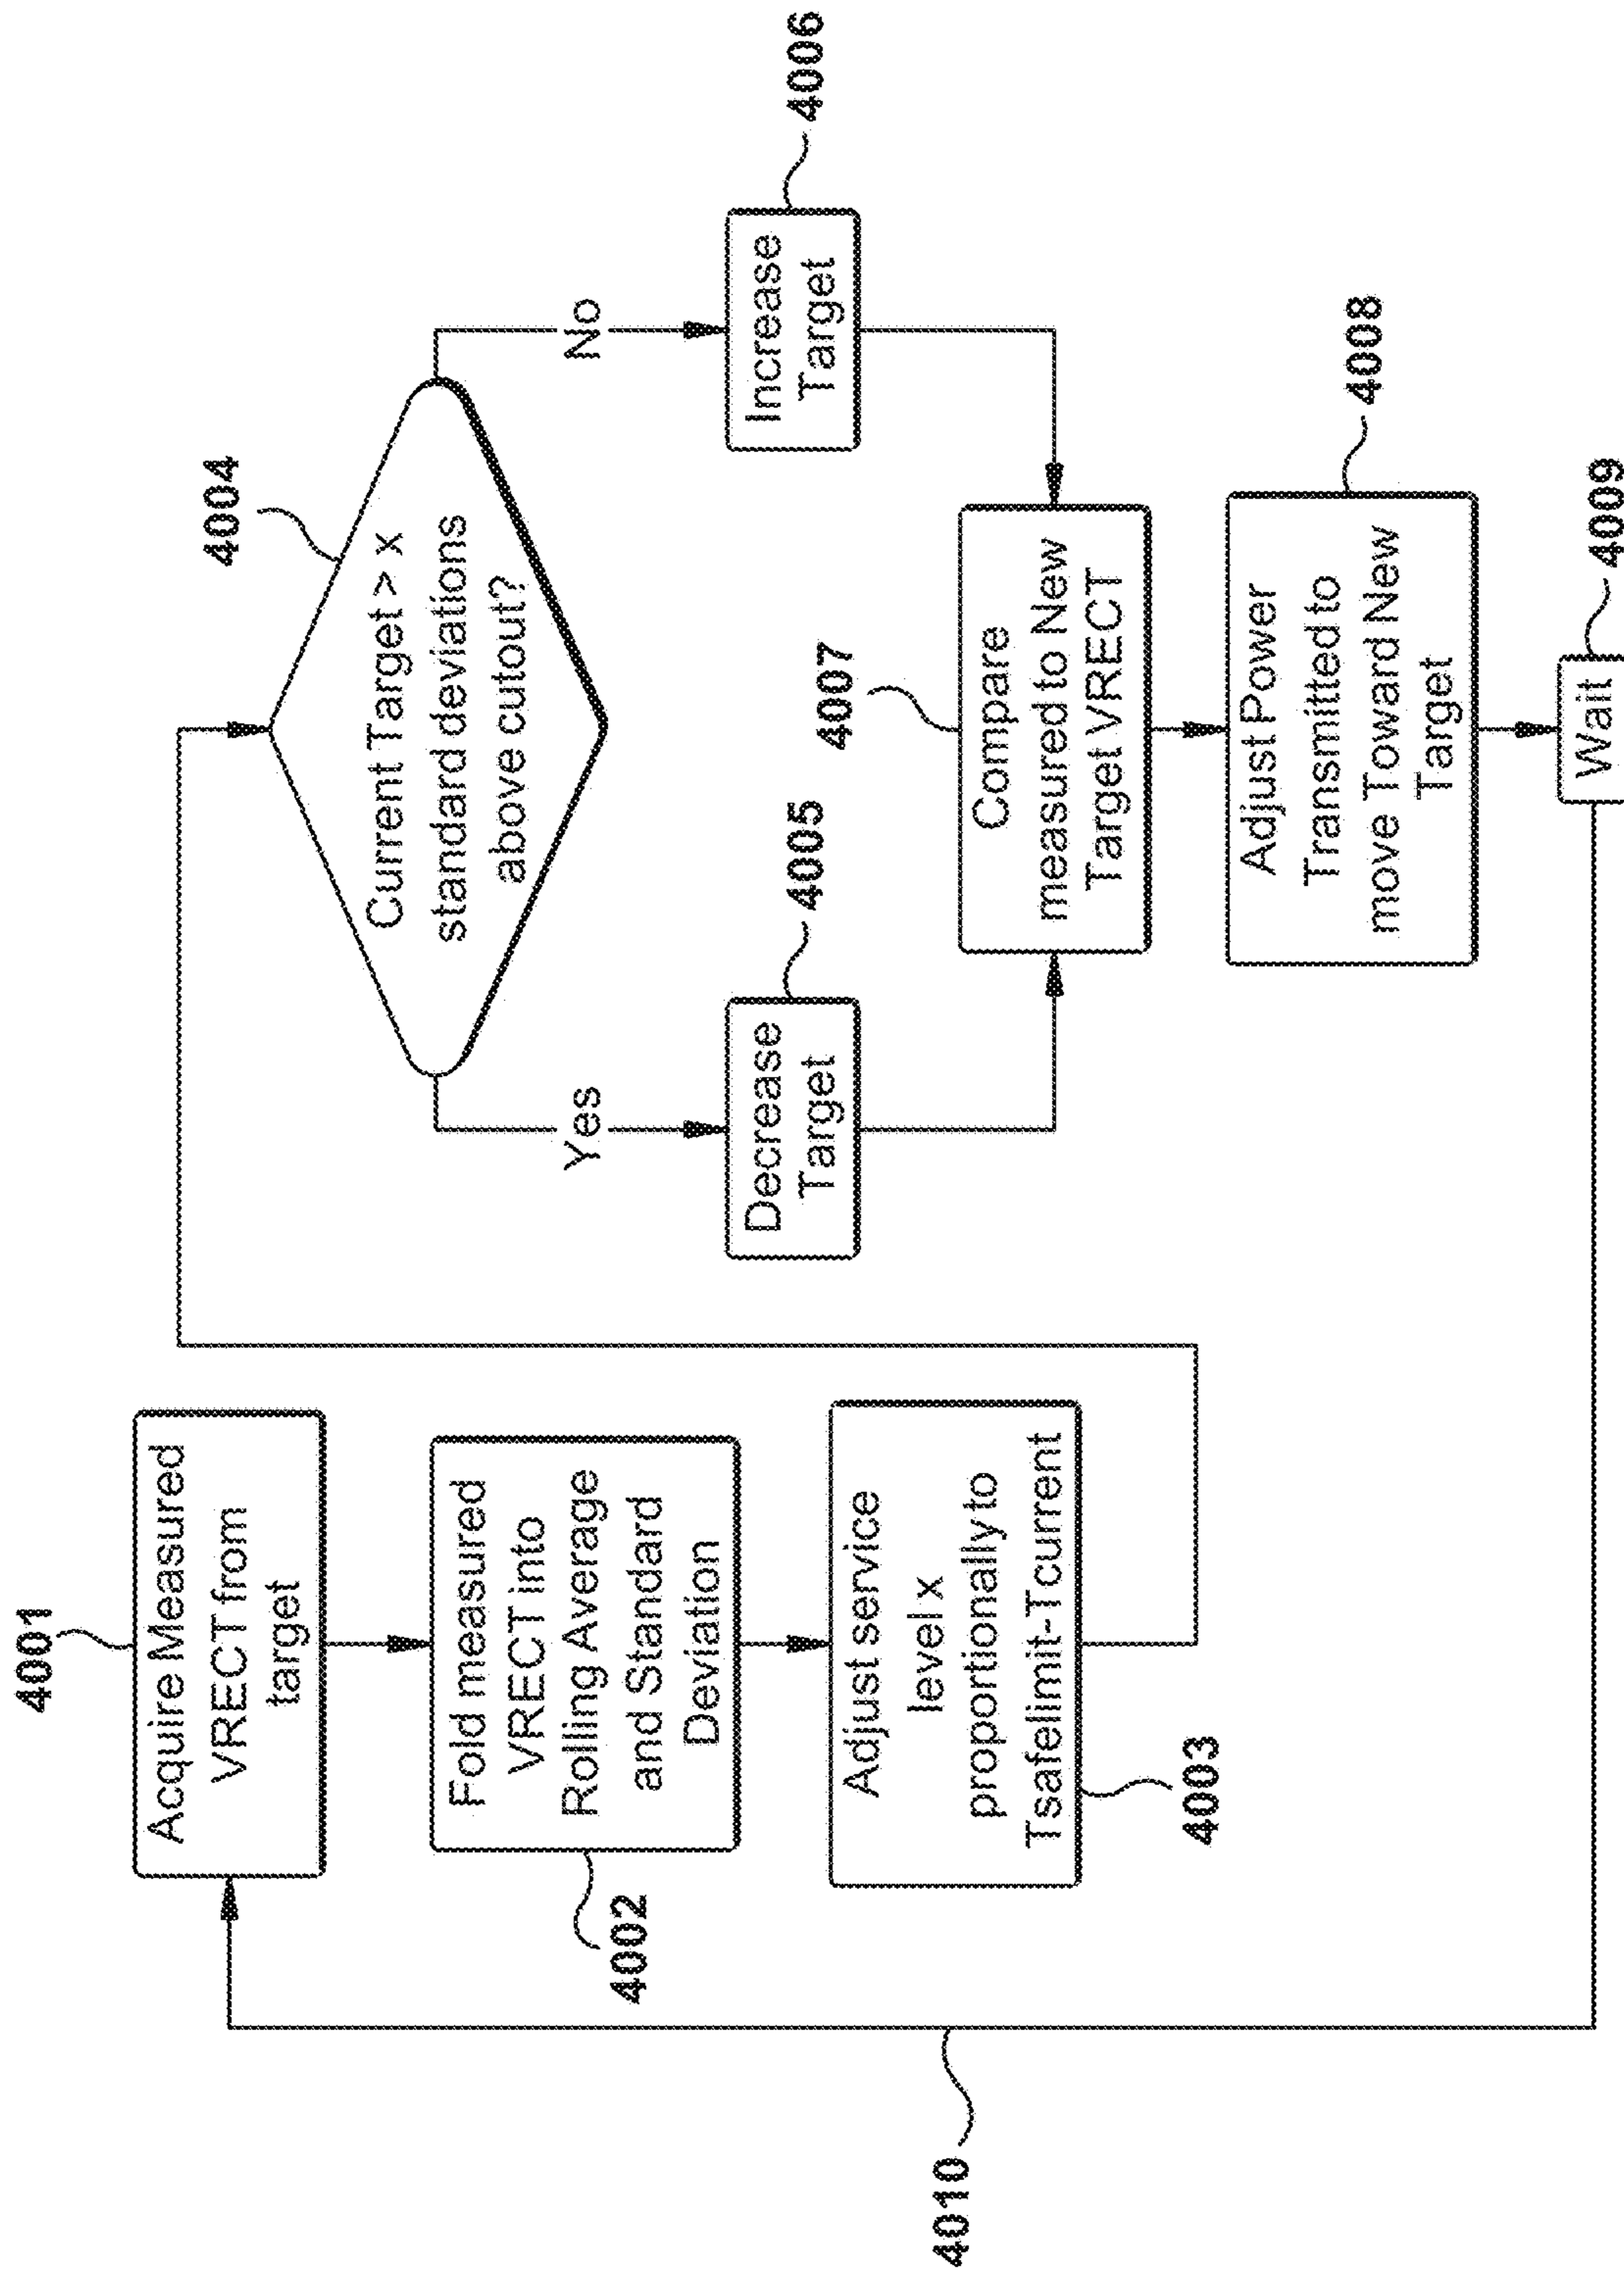 4001
Acquire Measured
VRECT from
target
Fold measured
VRECT into
Rolling Average
and Standard
Deviation
4002
Adjust service
level x
proportionally to
Tsafelimit-Tcurrent
4003
4004
Current Target > x
standard deviations
above cutout?
Yes
No
Decrease
Target
4005
Increase
Target
4006
4007
Compare
measured to New
Target VRECT
Adjust Power
Transmitted to
move Toward New
Target
4008
Wait
4009
4010